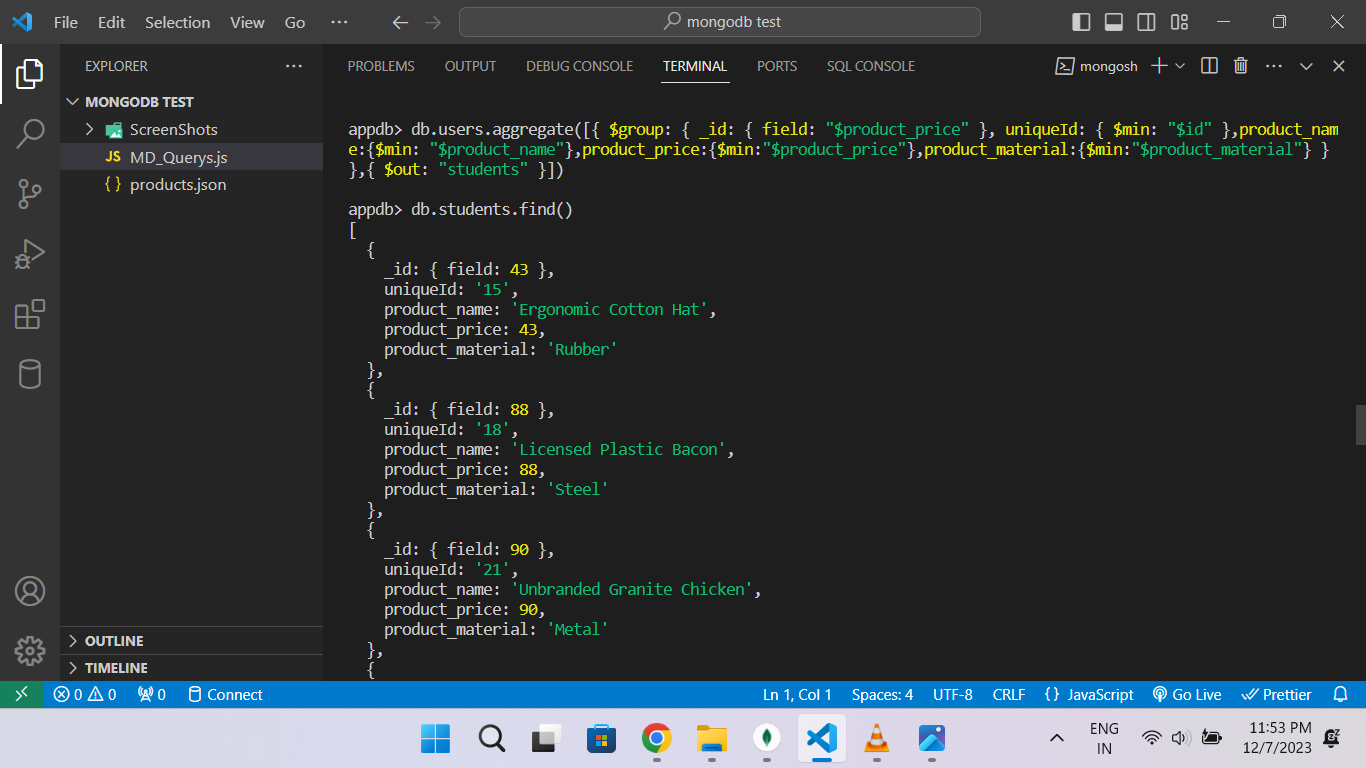 File Edit Selection View Go ··· mongodb test
EXPLORER ···
MONGODB TEST
ScreenShots
JS MD_Querys.js
{ } products.json
OUTLINE
TIMELINE
PROBLEMS OUTPUT DEBUG CONSOLE TERMINAL PORTS SQL CONSOLE mongosh
appdb> db.users.aggregate([{ $group: { _id: { field: "$product_price" }, uniqueId: { $min: "$id" },product_nam
e:{$min: "$product_name"},product_price:{$min:"$product_price"},product_material:{$min:"$product_material"} }
},{ $out: "students" }])
appdb> db.students.find()
[
{
_id: { field: 43 },
uniqueId: '15',
product_name: 'Ergonomic Cotton Hat',
product_price: 43,
product_material: 'Rubber'
},
{
_id: { field: 88 },
uniqueId: '18',
product_name: 'Licensed Plastic Bacon',
product_price: 88,
product_material: 'Steel'
},
{
_id: { field: 90 },
uniqueId: '21',
product_name: 'Unbranded Granite Chicken',
product_price: 90,
product_material: 'Metal'
},
{
0 0 0 Connect Ln 1, Col 1 Spaces: 4 UTF-8 CRLF { } JavaScript Go Live Prettier
ENG
IN
11:53 PM
12/7/2023